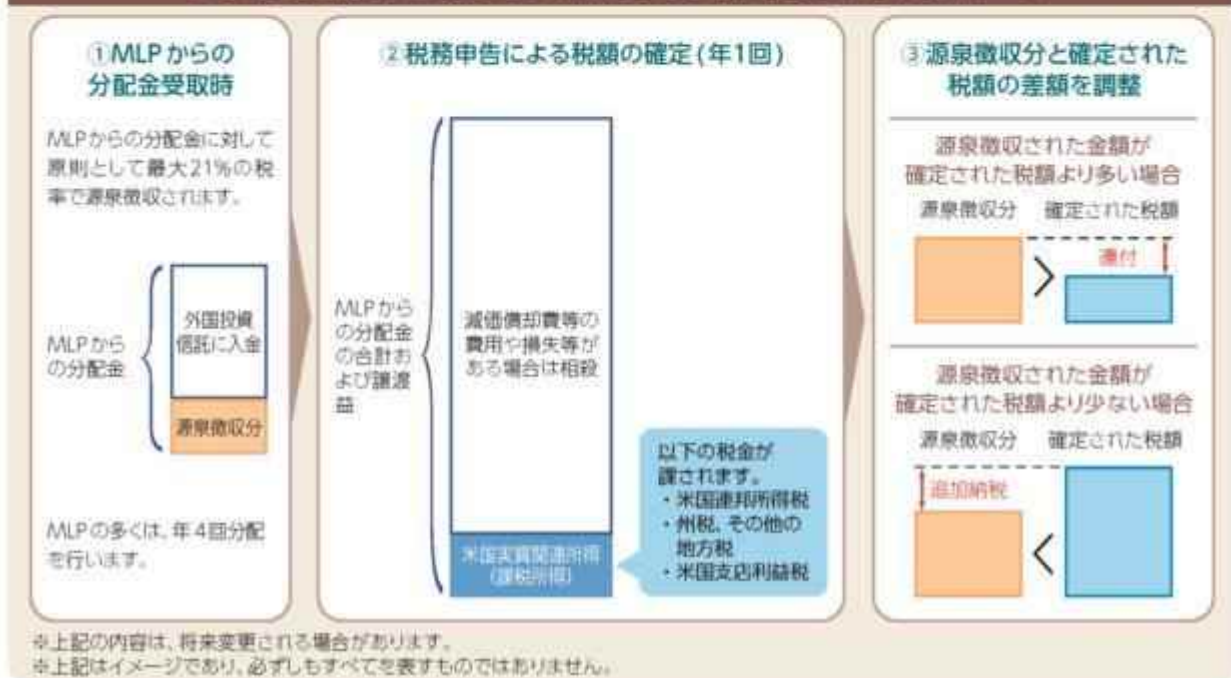 ①MLPからの
分配金受取時
MLPからの分配金に対して
原則として最大21%の税
率で源泉徴収されます。
MLPから
の分配金
外国投資
信託に入金
源泉徴収分
MLPの多くは、年4回分配
を行います。
②税務申告による税額の確定(年1回)
MLPから
の分配金
の合計お
よび譲渡
益
減価償却費等の
費用や損失等が
ある場合は相殺
米国実質関連所得
(課税所得)
以下の税金が
課されます。
・米国連邦所得税
・州税、その他の
地方税
・米国支店利益税
③源泉徴収分と確定された
税額の差額を調整
源泉徴収された金額が
確定された税額より多い場合
源泉徴収分 確定された税額
>
還付
源泉徴収された金額が
確定された税額より少ない場合
源泉徴収分 確定された税額
追加納税
<
※上記の内容は、将来変更される場合があります。
※上記はイメージであり、必ずしもすべてを表すものではありません。